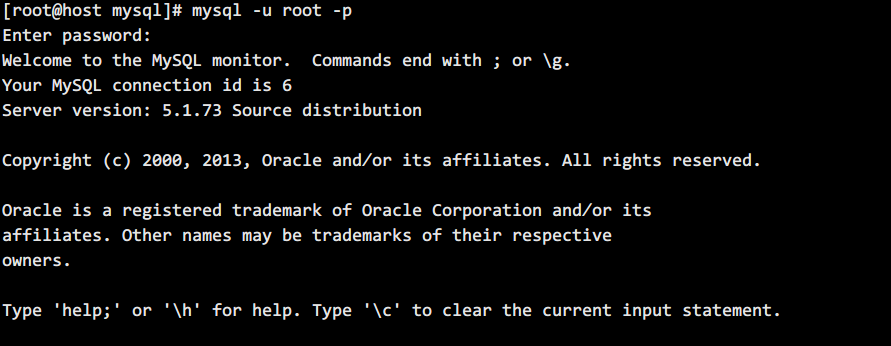 [root@host mysql]# mysql -u root -p
Enter password:
Welcome to the MySQL monitor.  Commands end with ; or \g.
Your MySQL connection id is 6
Server version: 5.1.73 Source distribution
Copyright (c) 2000, 2013, Oracle and/or its affiliates. All rights reserved.
Oracle is a registered trademark of Oracle Corporation and/or its
affiliates. Other names may be trademarks of their respective
owners.
Type 'help;' or '\h' for help. Type '\c' to clear the current input statement.